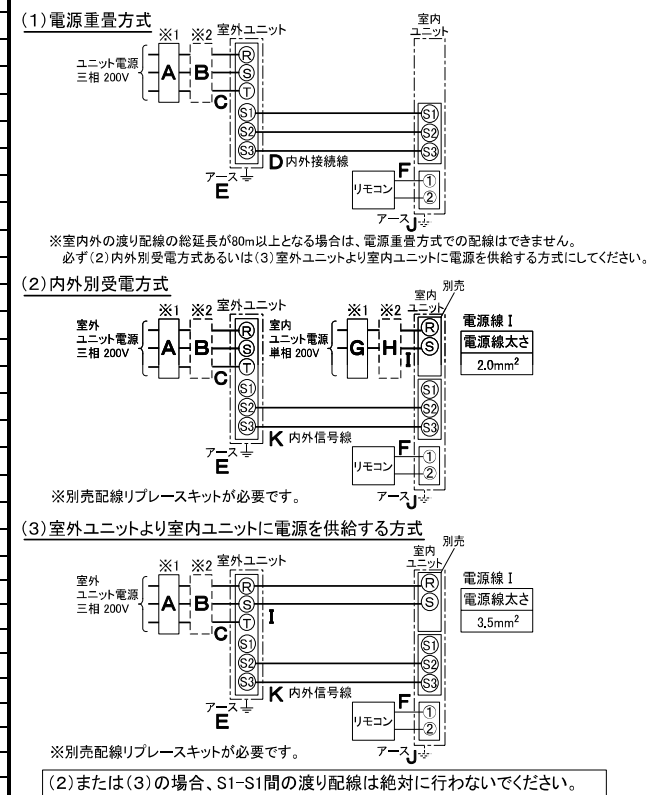 (1)電源重畳方式
※1 ※2 室外ユニット
室内
ユニット
ユニット電源
三相 200V
A B C
R
S
T
S1
S2
S3
S1
S2
S3
D 内外接続線
アース
E
リモコン
F
①
②
アース J
※室内外の渡り配線の総延長が80m以上となる場合は、電源重畳方式での配線はできません。
必ず(2)内外別受電方式あるいは(3)室外ユニットより室内ユニットに電源を供給する方式にしてください。
(2)内外別受電方式
※1 ※2 室外ユニット
室外
ユニット電源
三相 200V
A B C
R
S
T
S1
S2
S3
※1 ※2
室内
ユニット
別売
室内
ユニット電源
単相 200V
G H I
R
S
S1
S2
S3
電源線 I
電源線太さ
2.0mm²
K 内外信号線
アース
E
リモコン
F
①
②
アース J
※別売配線リプレースキットが必要です。
(3)室外ユニットより室内ユニットに電源を供給する方式
※1 ※2 室外ユニット
室内
ユニット
別売
室外
ユニット電源
三相 200V
A B C
R
S
T
I
S1
S2
S3
R
S
S1
S2
S3
電源線 I
電源線太さ
3.5mm²
K 内外信号線
アース
E
リモコン
F
①
②
アース J
※別売配線リプレースキットが必要です。
(2)または(3)の場合、S1-S1間の渡り配線は絶対に行わないでください。